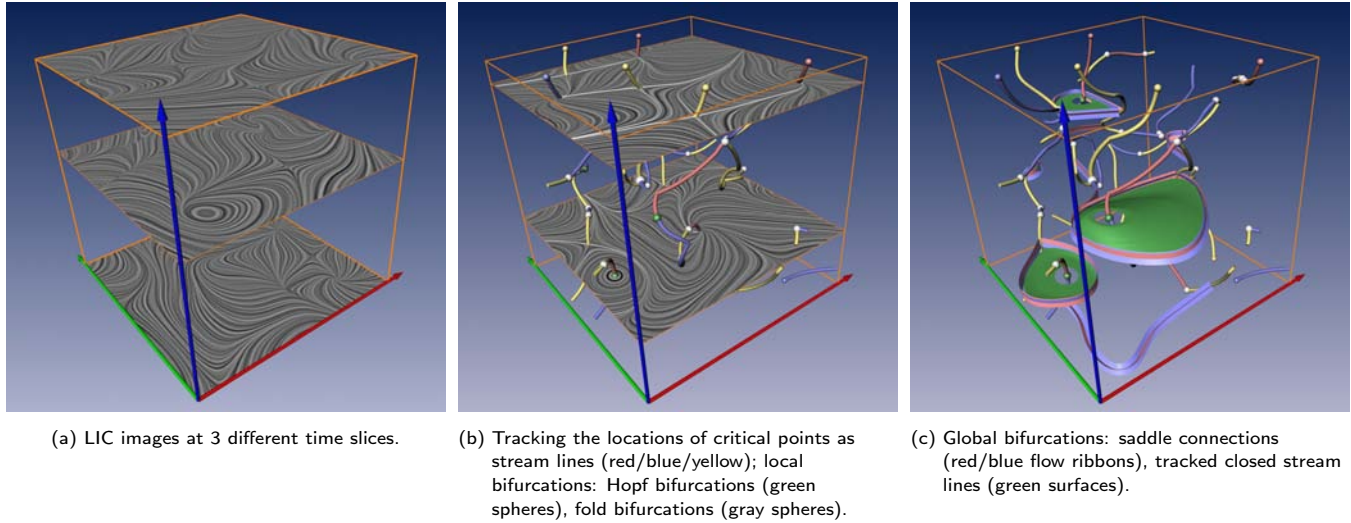 (a) LIC images at 3 different time slices.
(b) Tracking the locations of critical points as
stream lines (red/blue/yellow); local
bifurcations: Hopf bifurcations (green
spheres), fold bifurcations (gray spheres).
(c) Global bifurcations: saddle connections
(red/blue flow ribbons), tracked closed stream
lines (green surfaces).